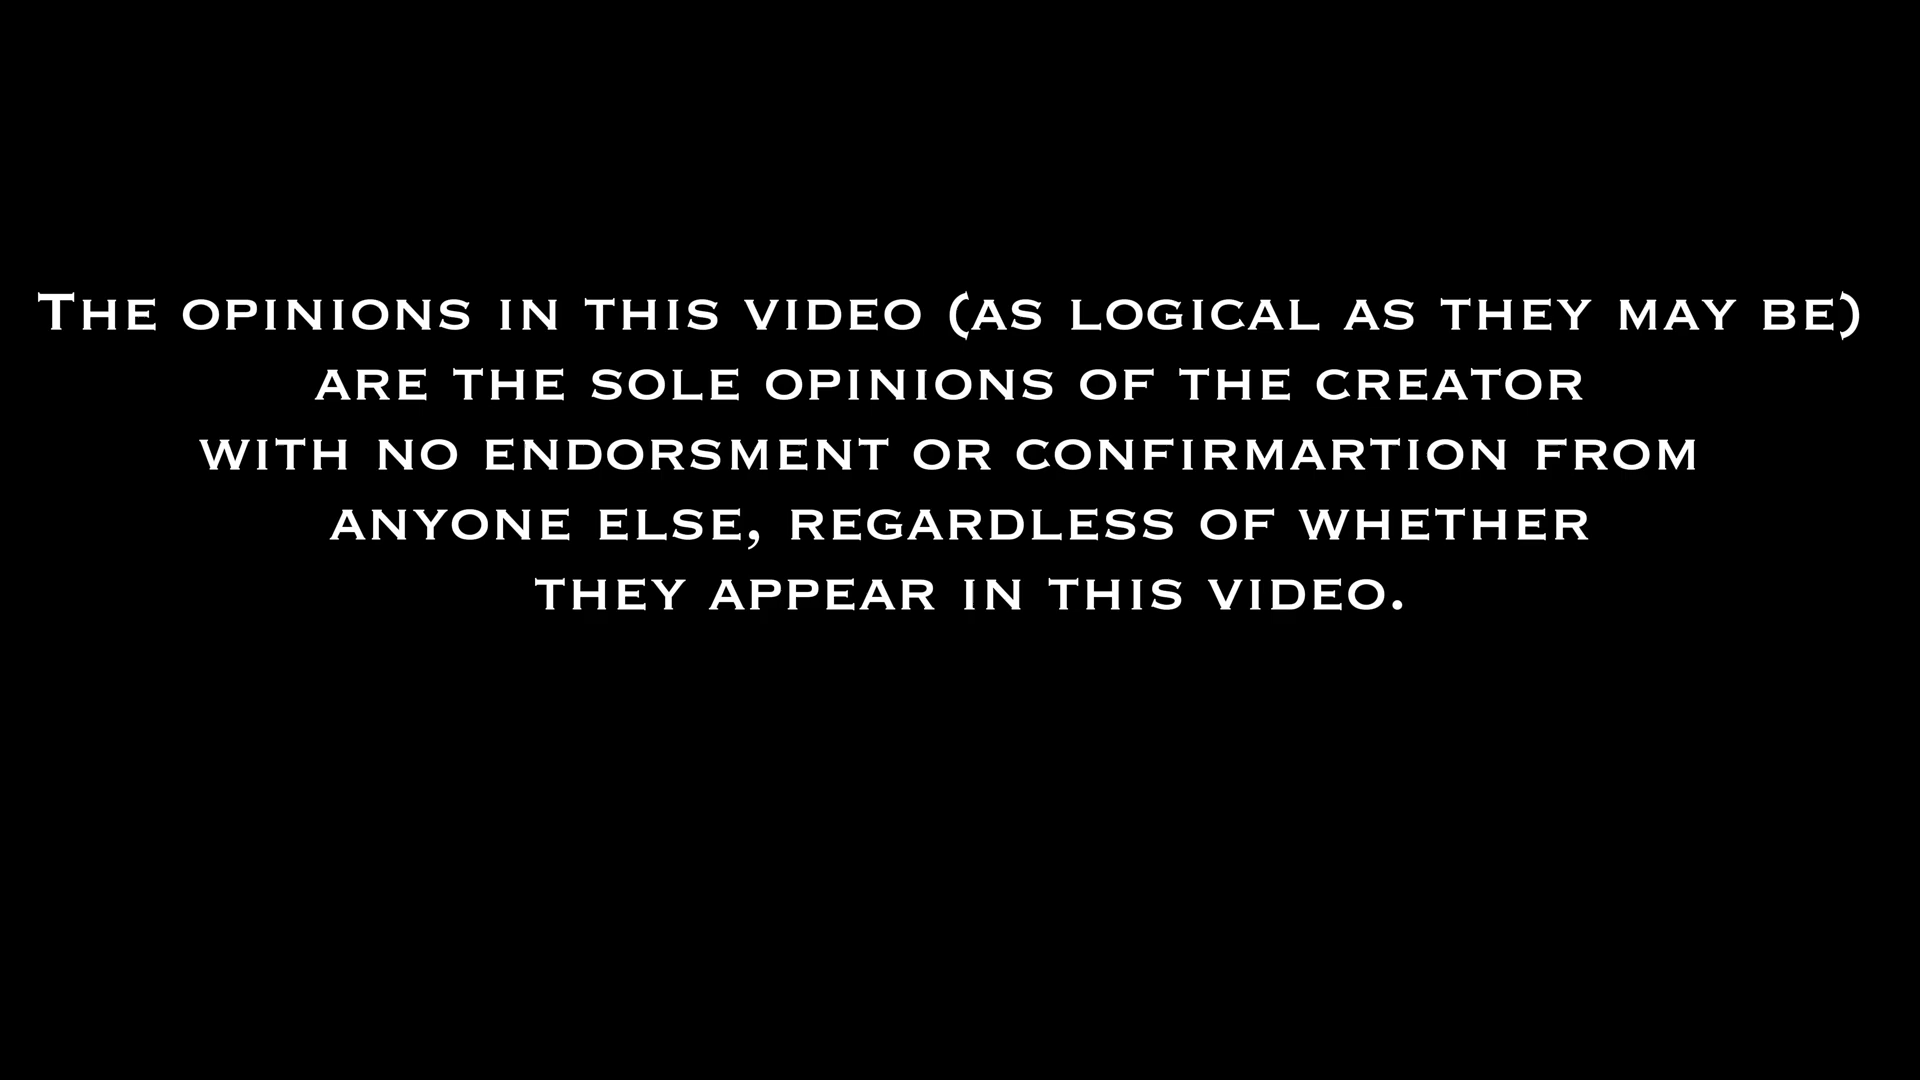 The opinions in this video (as logical as they may be)
are the sole opinions of the creator
with no endorsment or confirmartion from
anyone else, regardless of whether
they appear in this video.